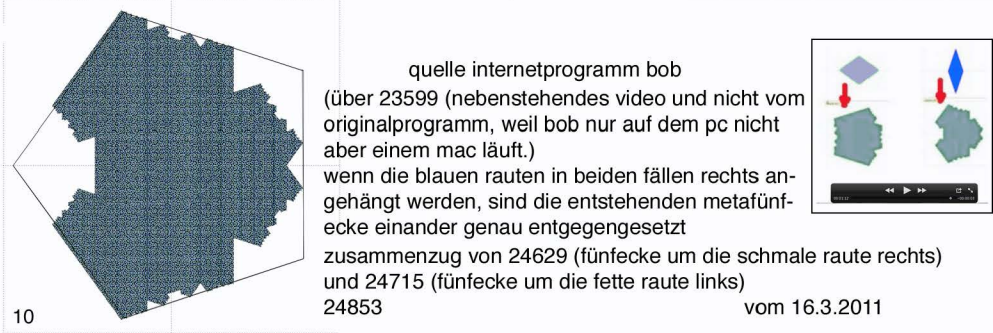 quelle internetprogramm bob
(über 23599 (nebenstehendes video und nicht vom
originalprogramm, weil bob nur auf dem pc nicht
aber einem mac läuft.)
wenn die blauen rauten in beiden fällen rechts an-
gehängt werden, sind die entstehenden metafünf-
ecke einander genau entgegengesetzt
zusammenzug von 24629 (fünfecke um die schmale raute rechts)
und 24715 (fünfecke um die fette raute links)
24853 vom 16.3.2011
10